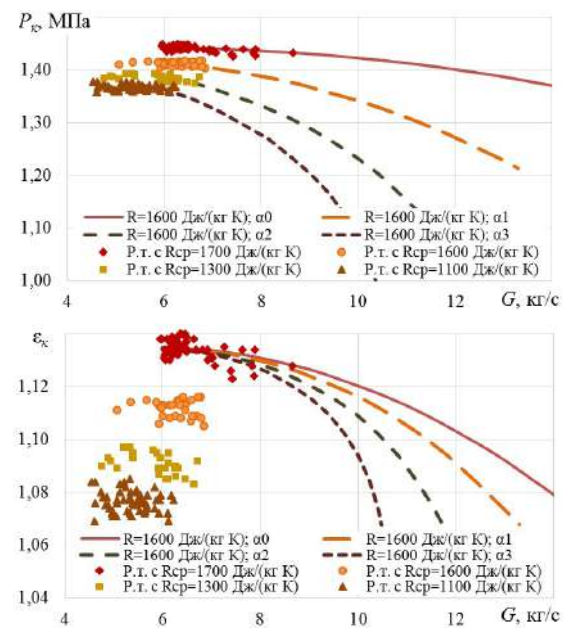 Pₖ, МПа
1,40
1,30
1,20
1,10
1,00
R=1600 Дж/(кг К); α0
R=1600 Дж/(кг К); α1
R=1600 Дж/(кг К); α2
R=1600 Дж/(кг К); α3
Р.т. с Rср=1700 Дж/(кг К)
Р.т. с Rср=1600 Дж/(кг К)
Р.т. с Rср=1300 Дж/(кг К)
Р.т. с Rср=1100 Дж/(кг К)
4 6 8 10 12 G, кг/с
εₖ
1,12
1,10
1,08
1,06
1,04
R=1600 Дж/(кг К); α0
R=1600 Дж/(кг К); α1
R=1600 Дж/(кг К); α2
R=1600 Дж/(кг К); α3
Р.т. с Rср=1700 Дж/(кг К)
Р.т. с Rср=1600 Дж/(кг К)
Р.т. с Rср=1300 Дж/(кг К)
Р.т. с Rср=1100 Дж/(кг К)
4 6 8 10 12 G, кг/с